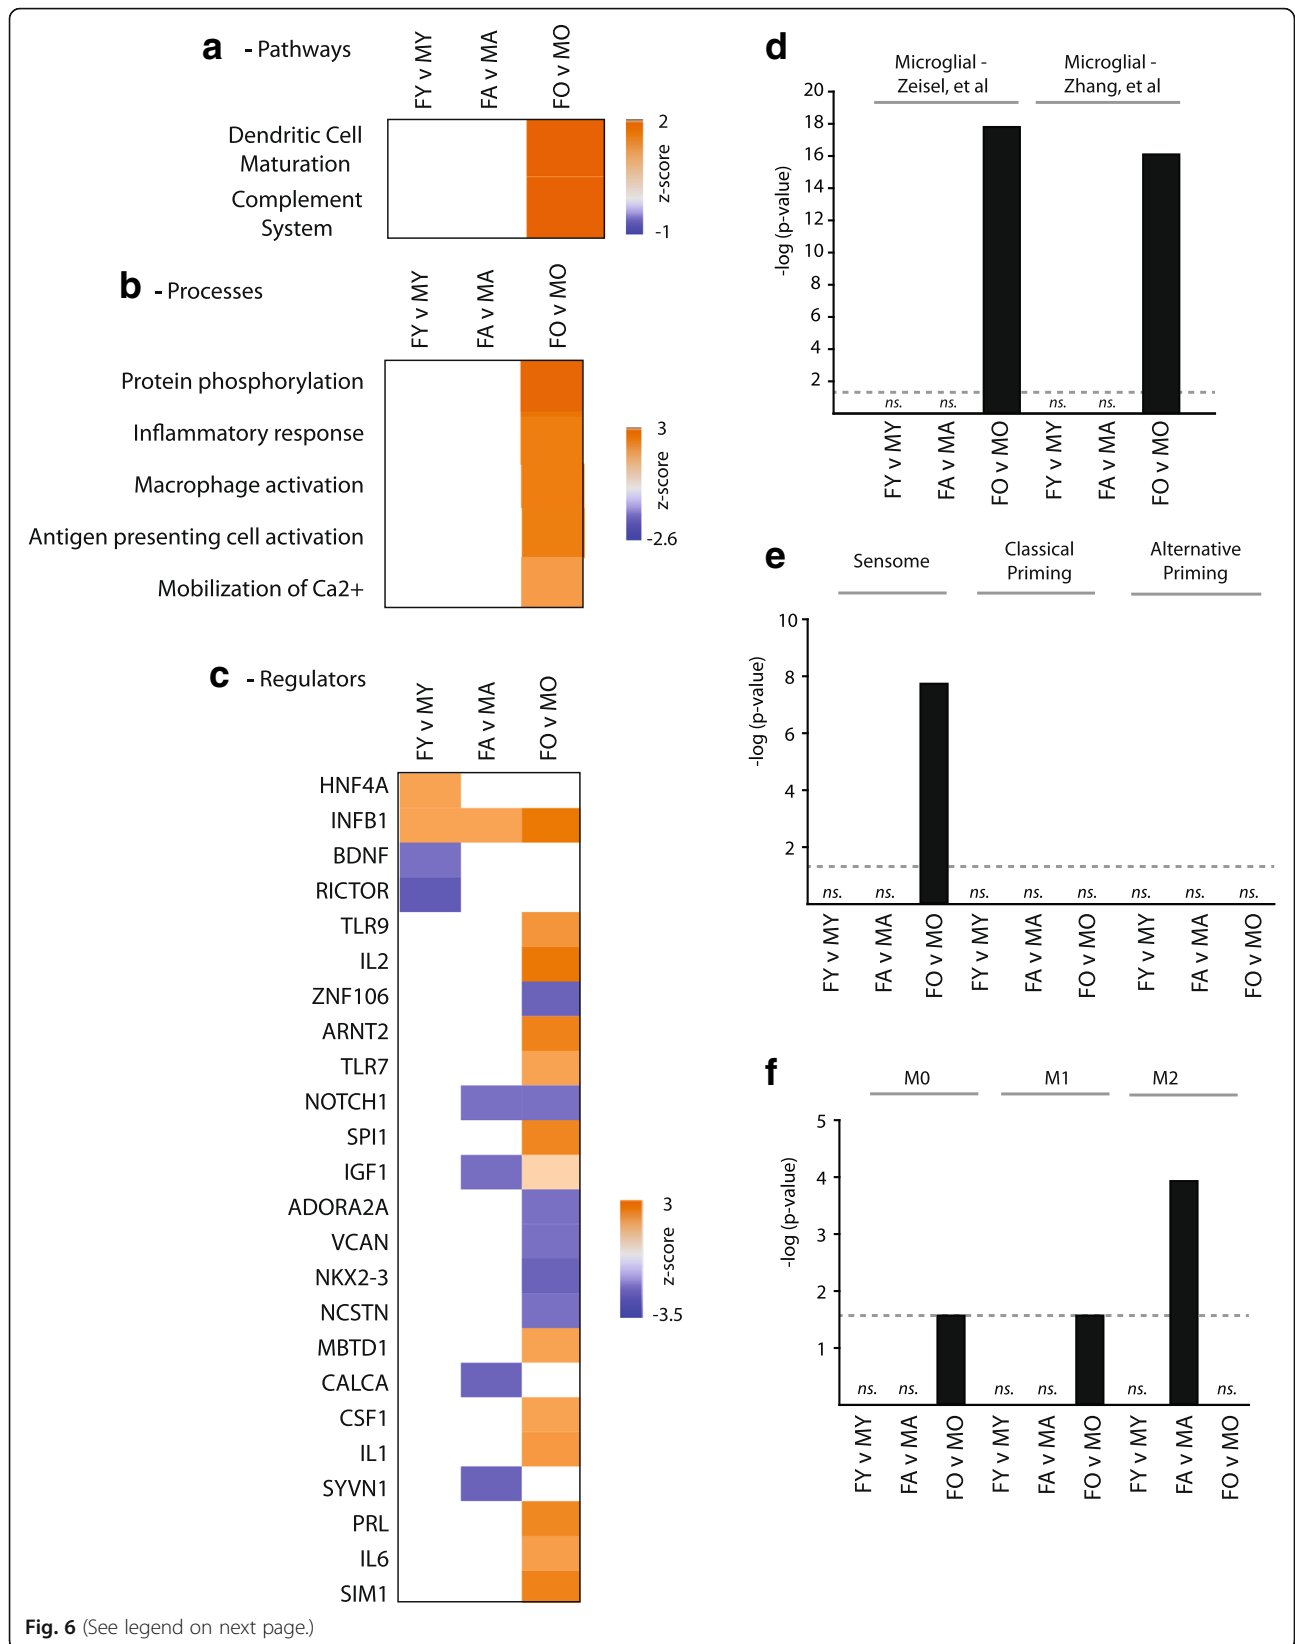 a - Pathways
FY v MY
FA v MA
FO v MO
Dendritic Cell
Maturation
Complement
System
2
z-score
-1
b - Processes
FY v MY
FA v MA
FO v MO
Protein phosphorylation
Inflammatory response
Macrophage activation
Antigen presenting cell activation
Mobilization of Ca2+
3
z-score
-2.6
c - Regulators
FY v MY
FA v MA
FO v MO
HNF4A
INFB1
BDNF
RICTOR
TLR9
IL2
ZNF106
ARNT2
TLR7
NOTCH1
SPI1
IGF1
ADORA2A
VCAN
NKX2-3
NCSTN
MBTD1
CALCA
CSF1
IL1
SYVN1
PRL
IL6
SIM1
3
z-score
-3.5
d
Microglial -
Zeisel, et al
Microglial -
Zhang, et al
-log (p-value)
20
18
16
14
12
10
8
6
4
2
ns.
ns.
ns.
ns.
FY v MY
FA v MA
FO v MO
FY v MY
FA v MA
FO v MO
e
Sensome
Classical
Priming
Alternative
Priming
-log (p-value)
10
8
6
4
2
ns.
ns.
ns.
ns.
ns.
ns.
ns.
ns.
FY v MY
FA v MA
FO v MO
FY v MY
FA v MA
FO v MO
FY v MY
FA v MA
FO v MO
f
M0
M1
M2
-log (p-value)
5
4
3
2
1
ns.
ns.
ns.
ns.
ns.
ns.
FY v MY
FA v MA
FO v MO
FY v MY
FA v MA
FO v MO
FY v MY
FA v MA
FO v MO
Fig. 6 (See legend on next page.)